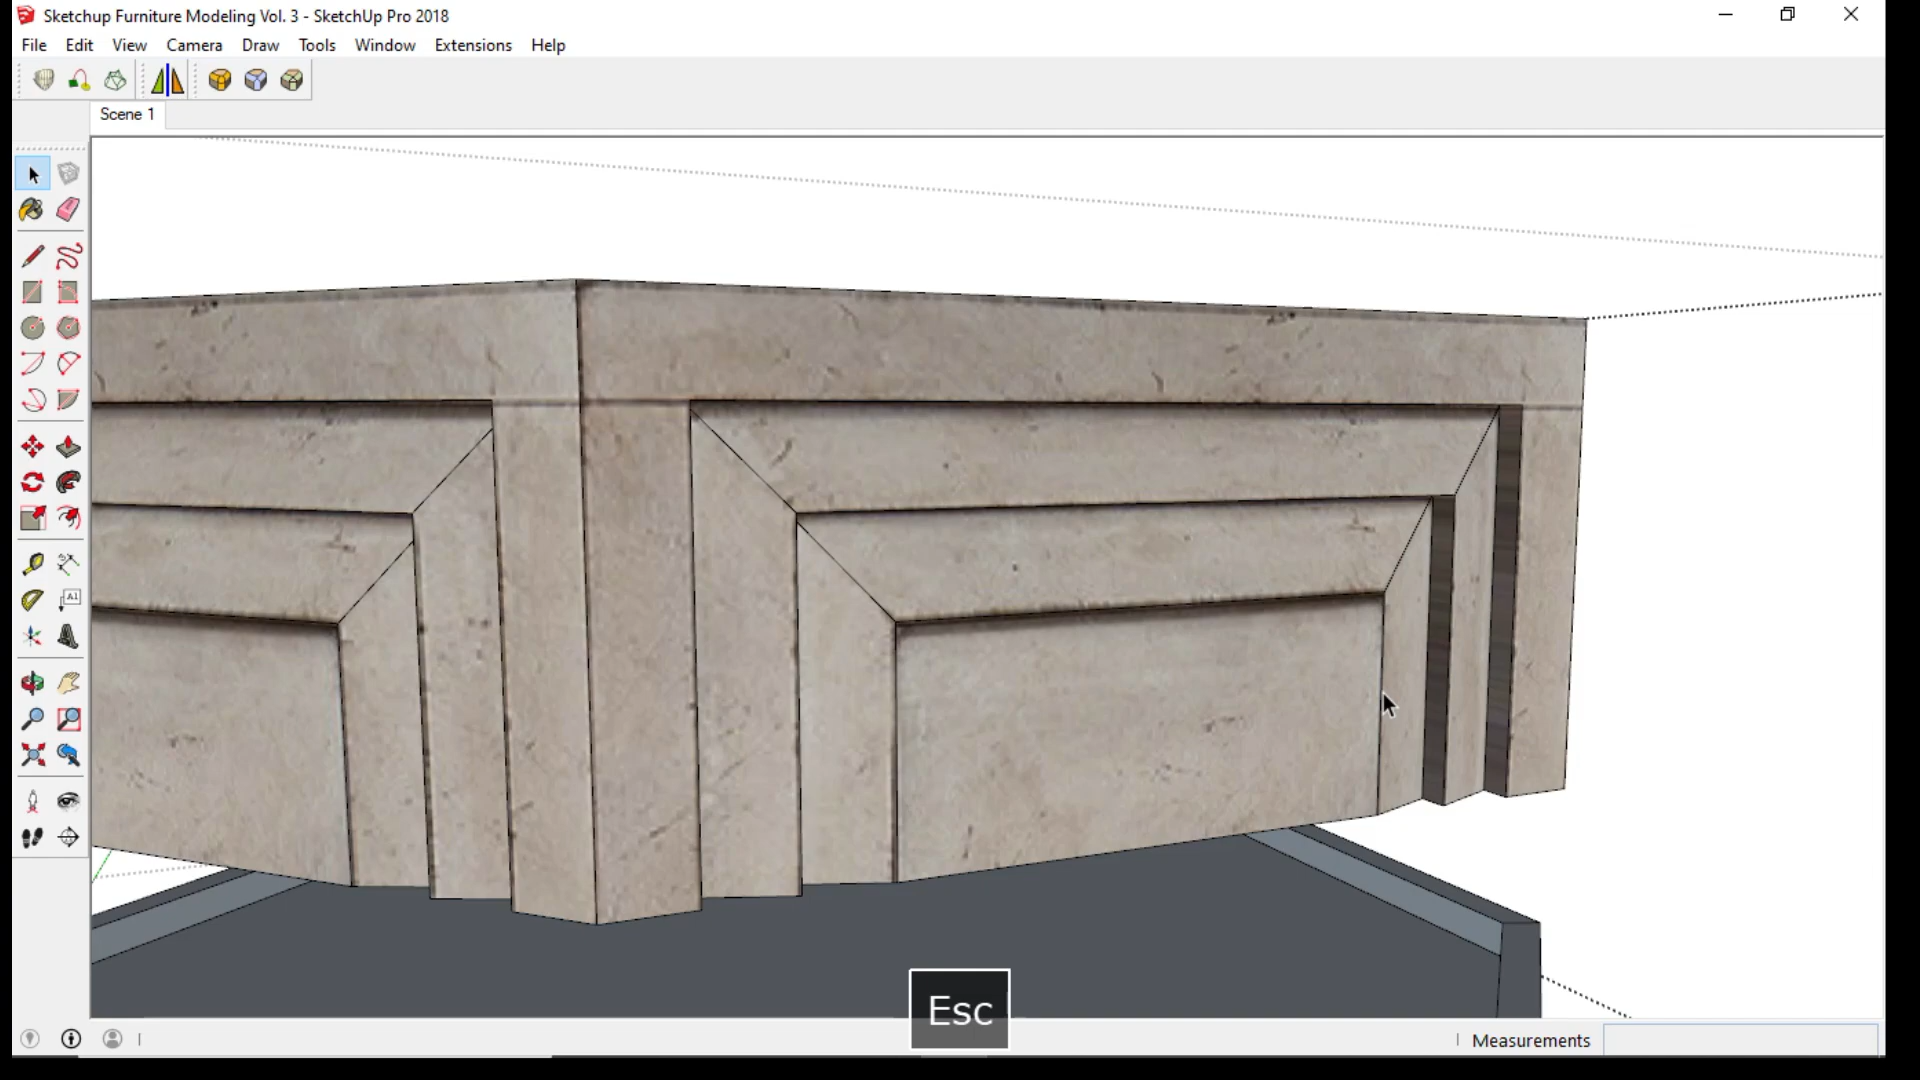 Sketchup Furniture Modeling Vol. 3 - SketchUp Pro 2018
File Edit View Camera Draw Tools Window Extensions Help
Scene 1
A1
Esc
Measurements